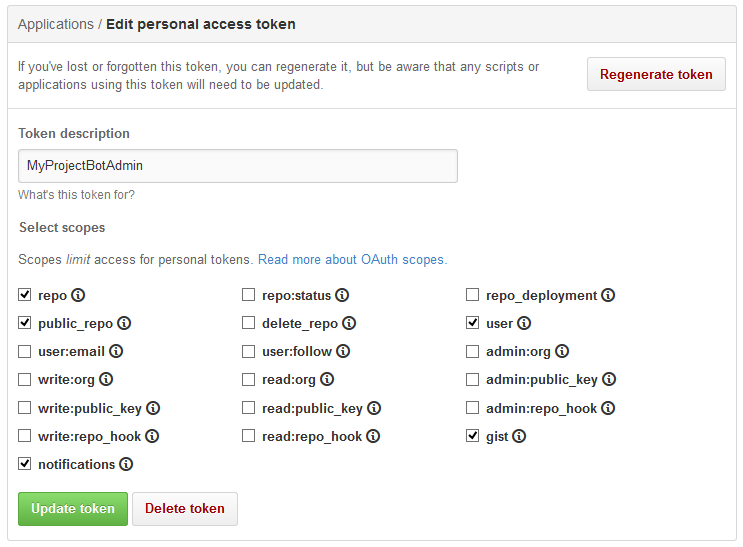 Applications / Edit personal access token
If you've lost or forgotten this token, you can regenerate it, but be aware that any scripts or
applications using this token will need to be updated.
Regenerate token
Token description
MyProjectBotAdmin
What's this token for?
Select scopes
Scopes limit access for personal tokens. Read more about OAuth scopes.
repo repo:status repo_deployment
public_repo delete_repo user
user:email user:follow admin:org
write:org read:org admin:public_key
write:public_key read:public_key admin:repo_hook
write:repo_hook read:repo_hook gist
notifications
Update token Delete token